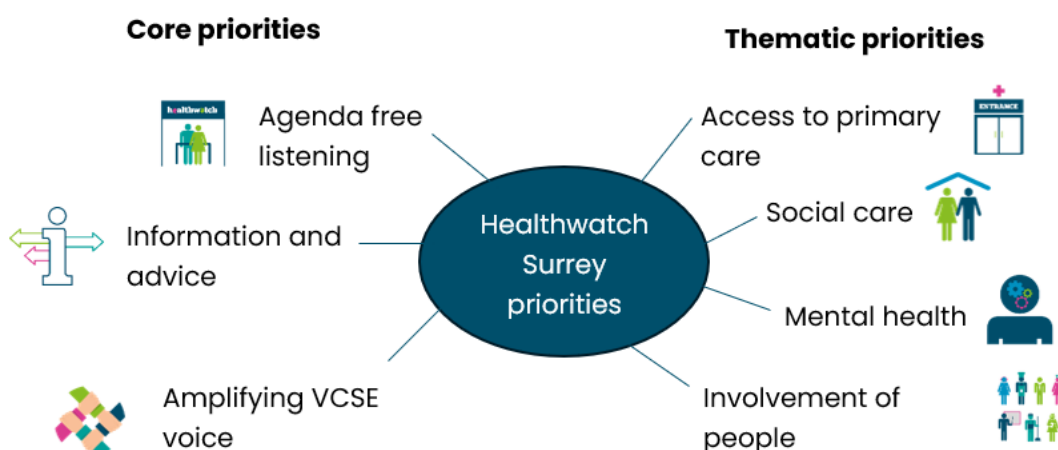 Core priorities
Thematic priorities
healthwatch
Agenda free
listening
Information and
advice
Amplifying VCSE
voice
Healthwatch
Surrey
priorities
Access to primary
care
ENTRANCE
Social care
Mental health
Involvement of
people